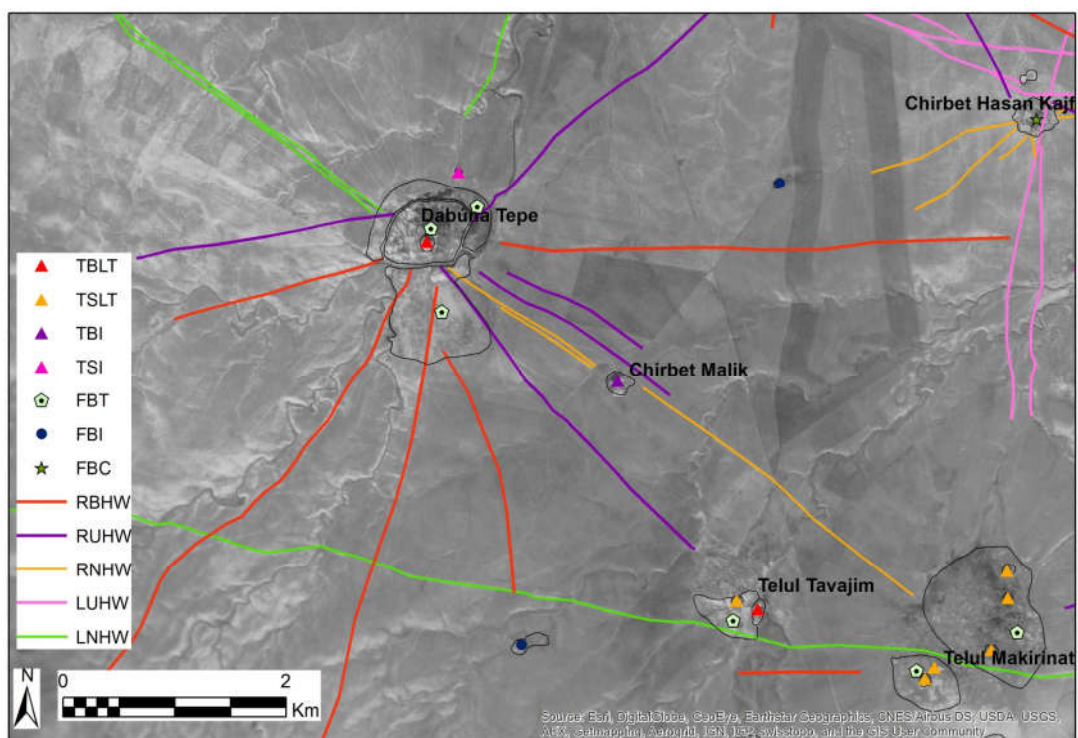 Chirbet Hasan Kajf
Dabuna Tepe
Chirbet Malik
Telul Tavajim
Telul Makirinat
TBLT
TSLT
TBI
TSI
FBT
FBI
FBC
RBHW
RUHW
RNHW
LUHW
LNHW
N
0 2
Km
Source: Esri, DigitalGlobe, GeoEye, Earthstar Geographics, CNES/Airbus DS, USDA, USGS,
AEX, Getmapping, Aerogrid, IGN, IGP, swisstopo, and the GIS User Community